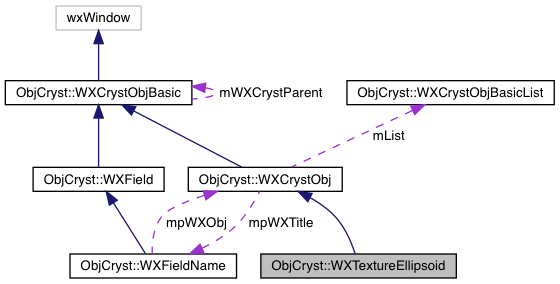 wxWindow
ObjCryst::WXCrystObjBasic
mWXCrystParent
ObjCryst::WXCrystObjBasicList
mList
ObjCryst::WXField
ObjCryst::WXCrystObj
mpWXObj
mpWXTitle
ObjCryst::WXFieldName
ObjCryst::WXTextureEllipsoid